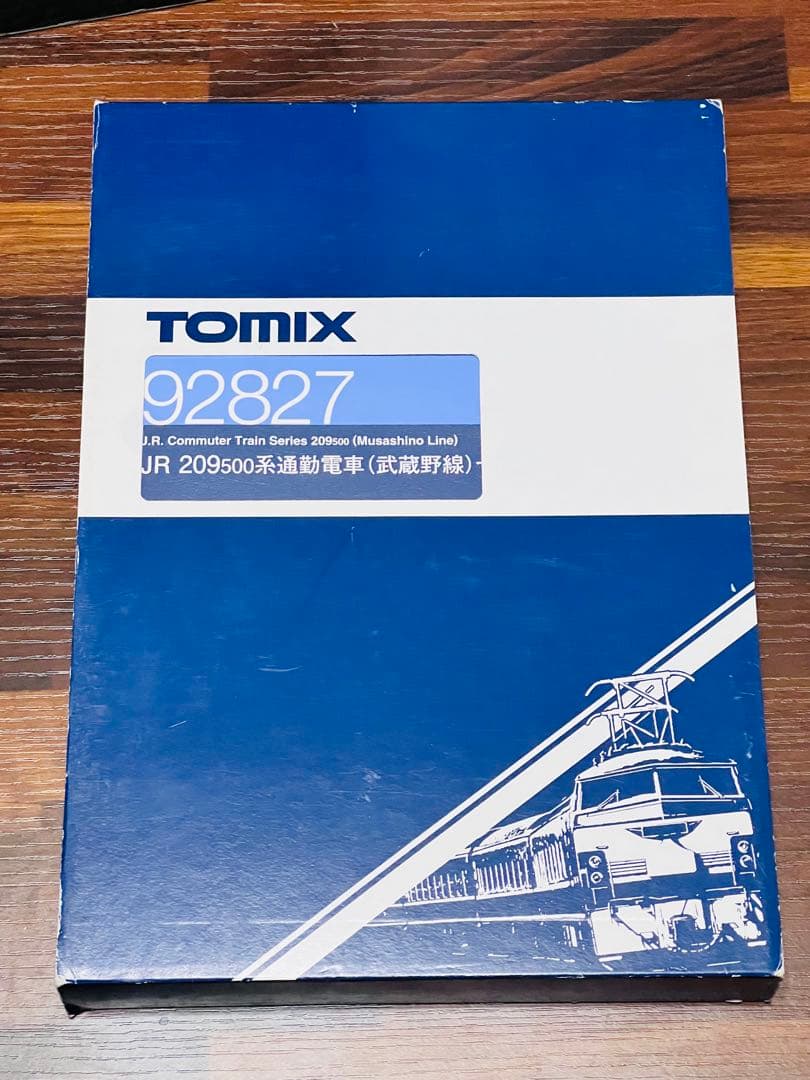 TOMIX
92827
J.R. Commuter Train Series 209500 (Musashino Line)
JR 209500系通勤電車(武蔵野線)